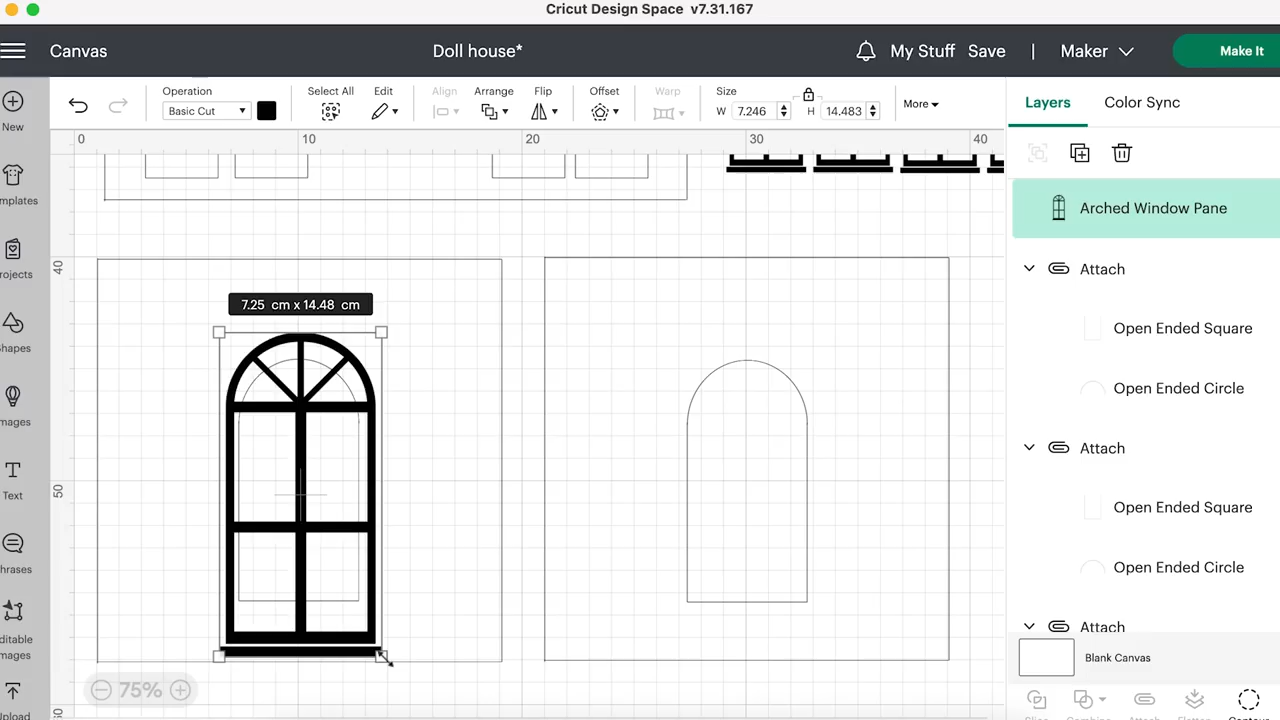 Cricut Design Space v7.31.167
Canvas
Doll house*
My Stuff
Save
|
Maker
Make It
New
mplates
rojects
hapes
mages
Text
hrases
ditable
mages
pload
Operation
Basic Cut
Select All
Edit
Align
Arrange
Flip
Offset
Warp
Size
W 7.246
H 14.483
More
0
10
20
30
40
40
50
7.25 cm x 14.48 cm
75%
Layers
Color Sync
Arched Window Pane
Attach
Open Ended Square
Open Ended Circle
Attach
Open Ended Square
Open Ended Circle
Attach
Blank Canvas